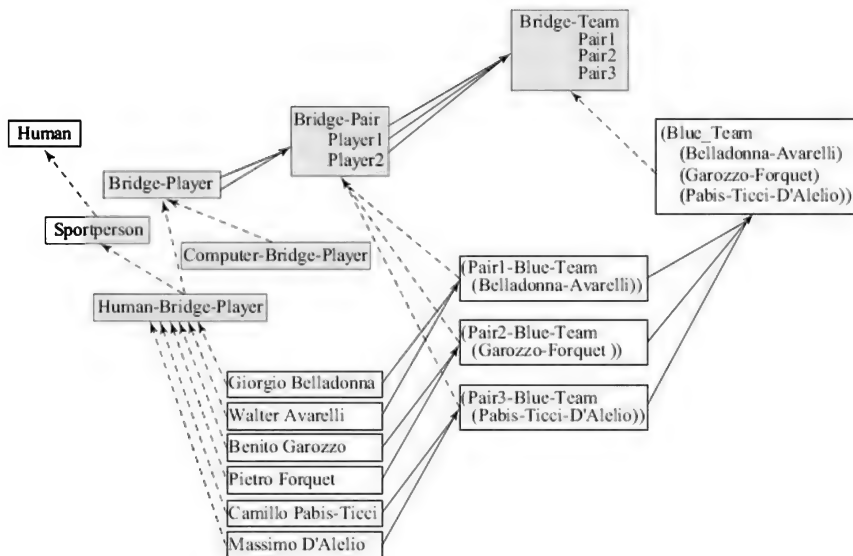 Bridge-Team
Pair1
Pair2
Pair3
Bridge-Pair
Player1
Player2
Human
(Blue_Team
(Belladonna-Avarelli)
(Garozzo-Forquet)
(Pabis-Ticci-D'Alelio))
Bridge-Player
Sportperson
Computer-Bridge-Player
(Pair1-Blue-Team
(Belladonna-Avarelli))
Human-Bridge-Player
(Pair2-Blue-Team
(Garozzo-Forquet ))
Giorgio Belladonna
(Pair3-Blue-Team
(Pabis-Ticci-D'Alelio))
Walter Avarelli
Benito Garozzo
Pietro Forquet
Camillo Pabis-Ticci
Massimo D'Alelio